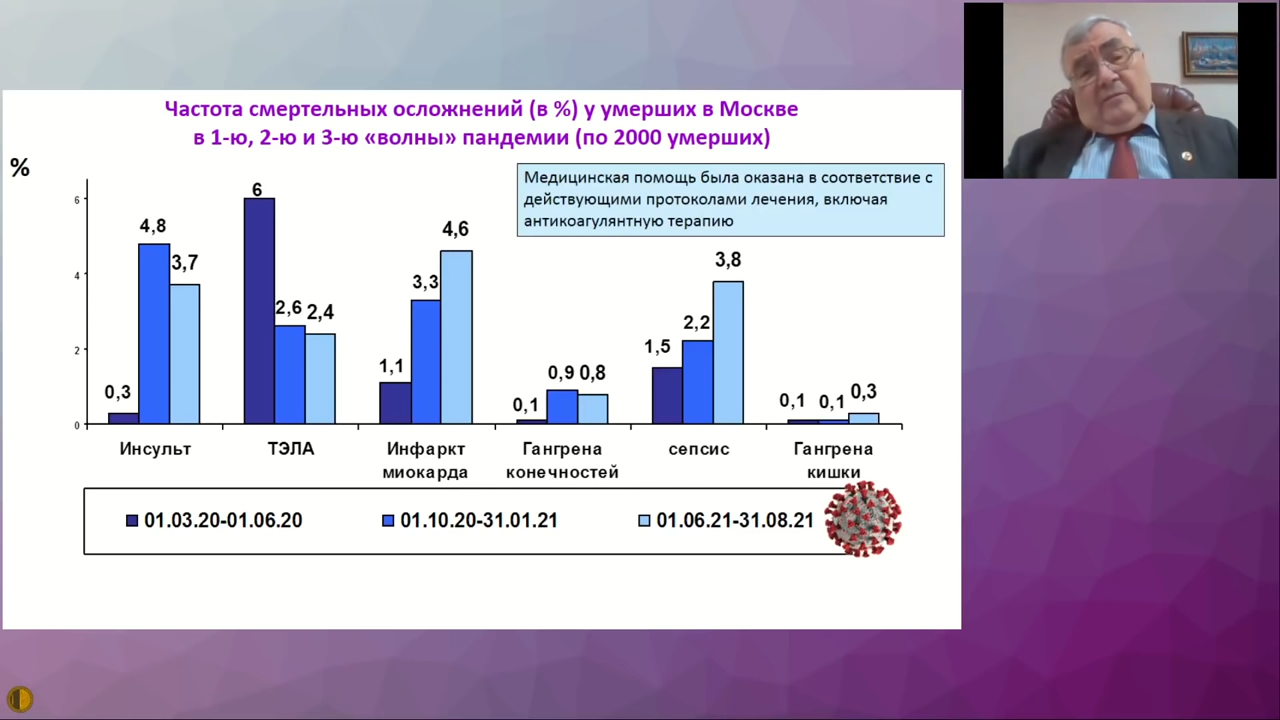 Частота смертельных осложнений (в %) у умерших в Москве
в 1-ю, 2-ю и 3-ю «волны» пандемии (по 2000 умерших)
%
Медицинская помощь была оказана в соответствие с
действующими протоколами лечения, включая
антикоагулянтную терапию
6
4
2
0
0,3
4,8
3,7
6
2,6
2,4
1,1
3,3
4,6
0,1
0,9
0,8
1,5
2,2
3,8
0,1
0,1
0,3
Инсульт
ТЭЛА
Инфаркт
миокарда
Гангрена
конечностей
сепсис
Гангрена
кишки
01.03.20-01.06.20
01.10.20-31.01.21
01.06.21-31.08.21